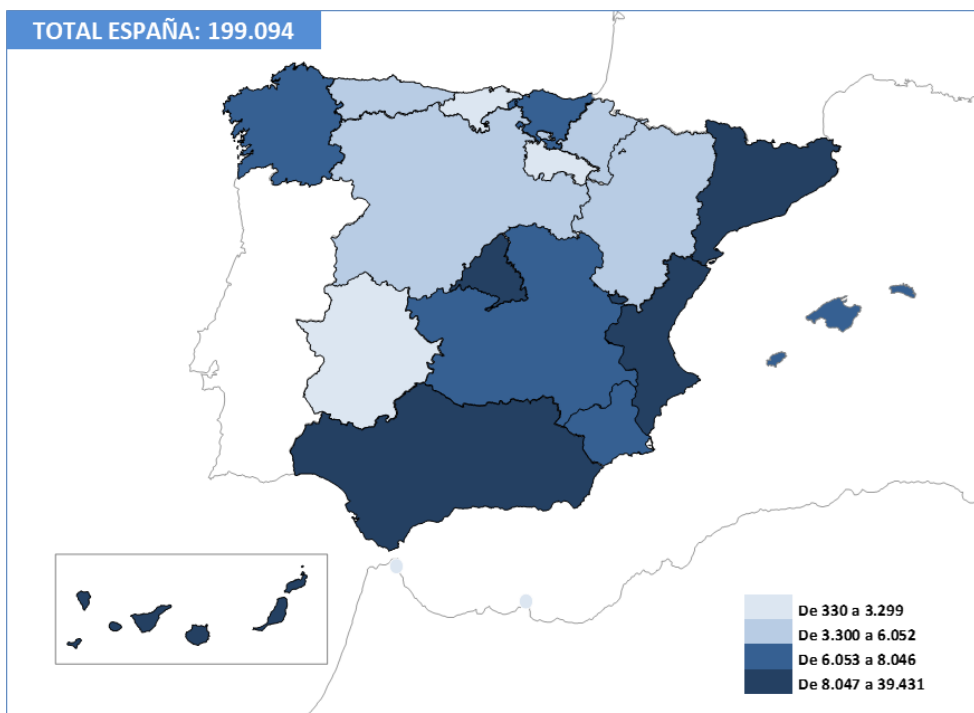 TOTAL ESPAÑA: 199.094
De 330 a 3.299
De 3.300 a 6.052
De 6.053 a 8.046
De 8.047 a 39.431